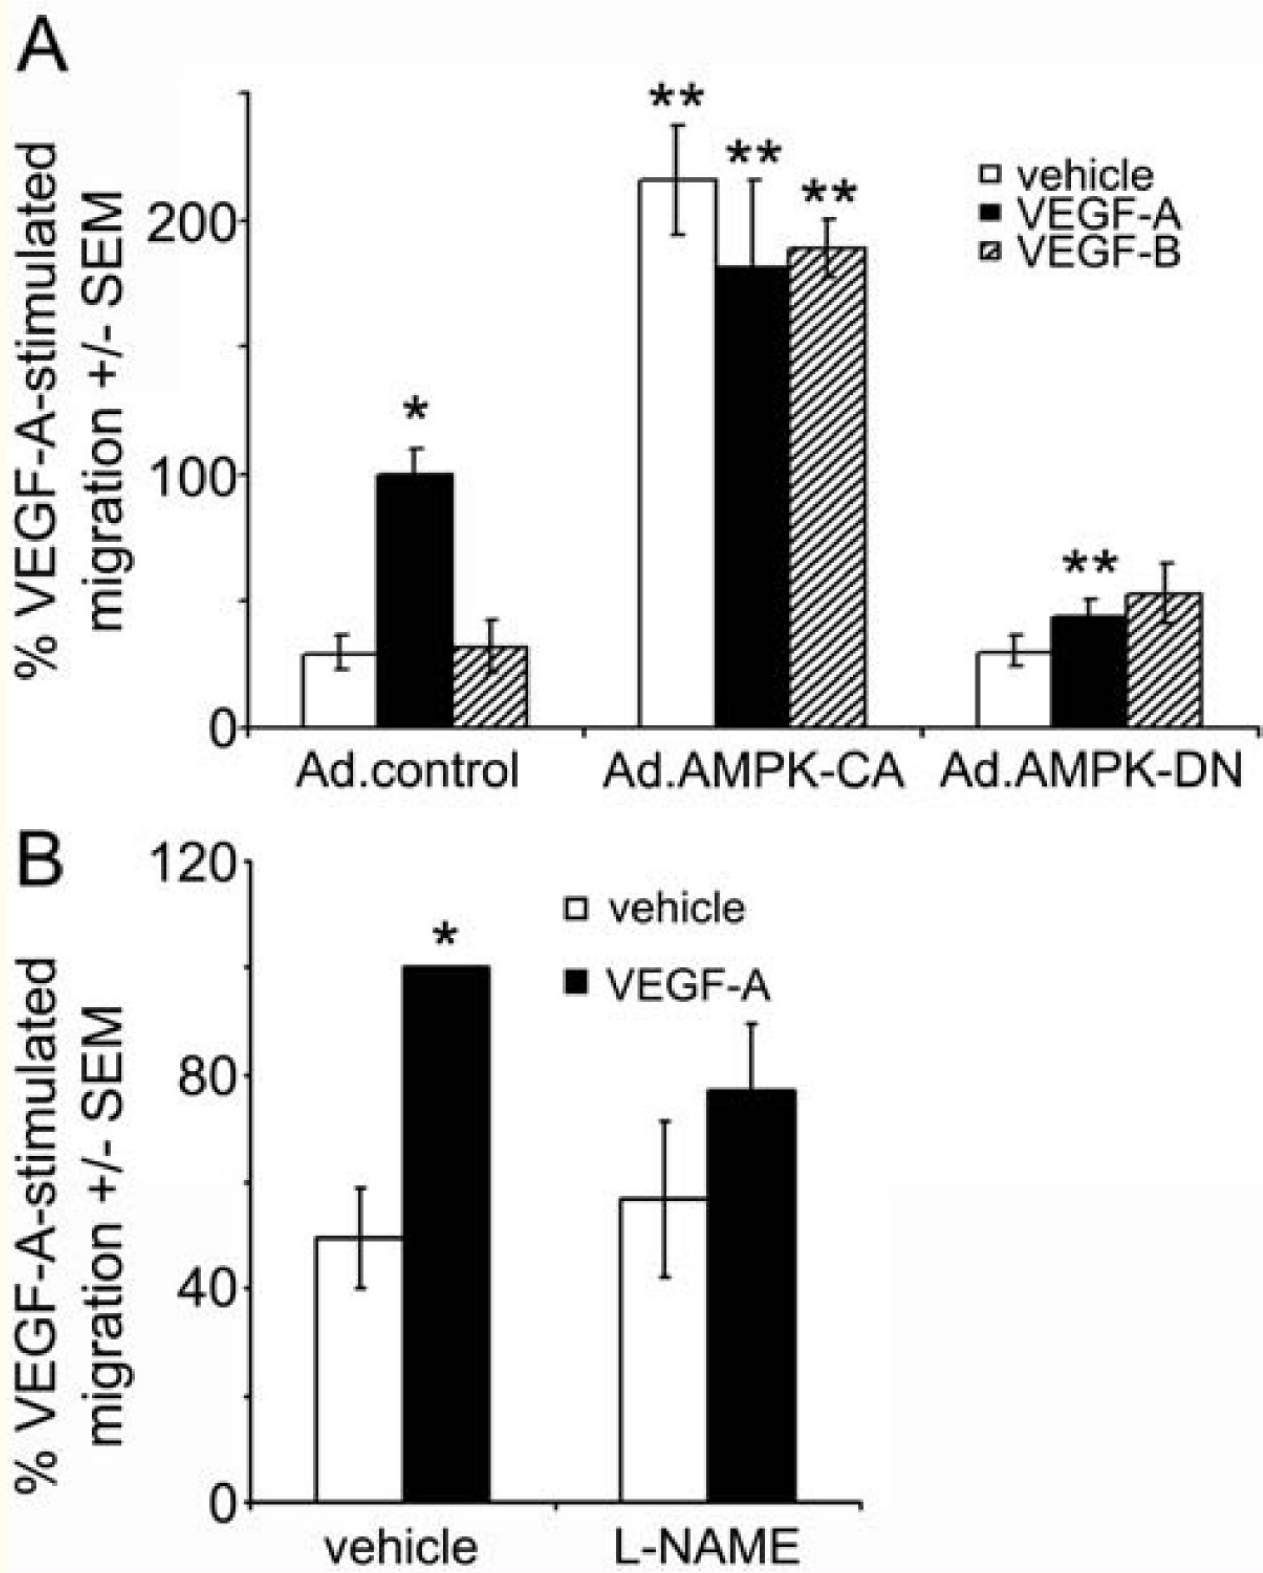 A
% VEGF-A-stimulated
migration +/- SEM
200
100
0
**
**
**
*
**
vehicle
VEGF-A
VEGF-B
Ad.control
Ad.AMPK-CA
Ad.AMPK-DN
B
% VEGF-A-stimulated
migration +/- SEM
120
80
40
0
*
vehicle
VEGF-A
vehicle
L-NAME